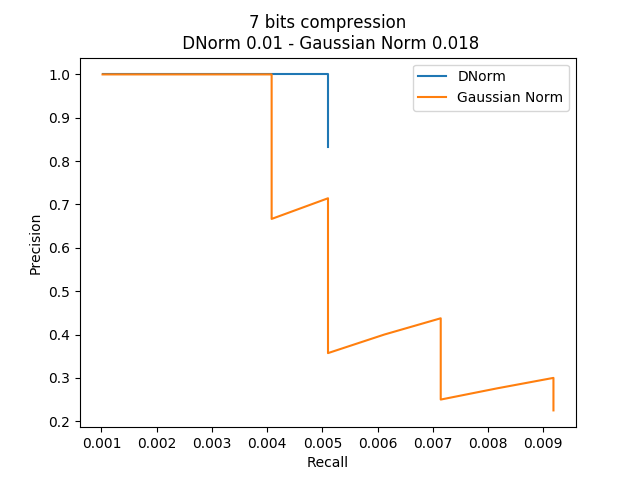 7 bits compression
DNorm 0.01 - Gaussian Norm 0.018
DNorm
Gaussian Norm
1.0
0.9
0.8
0.7
0.6
0.5
0.4
0.3
0.2
Precision
0.001 0.002 0.003 0.004 0.005 0.006 0.007 0.008 0.009
Recall